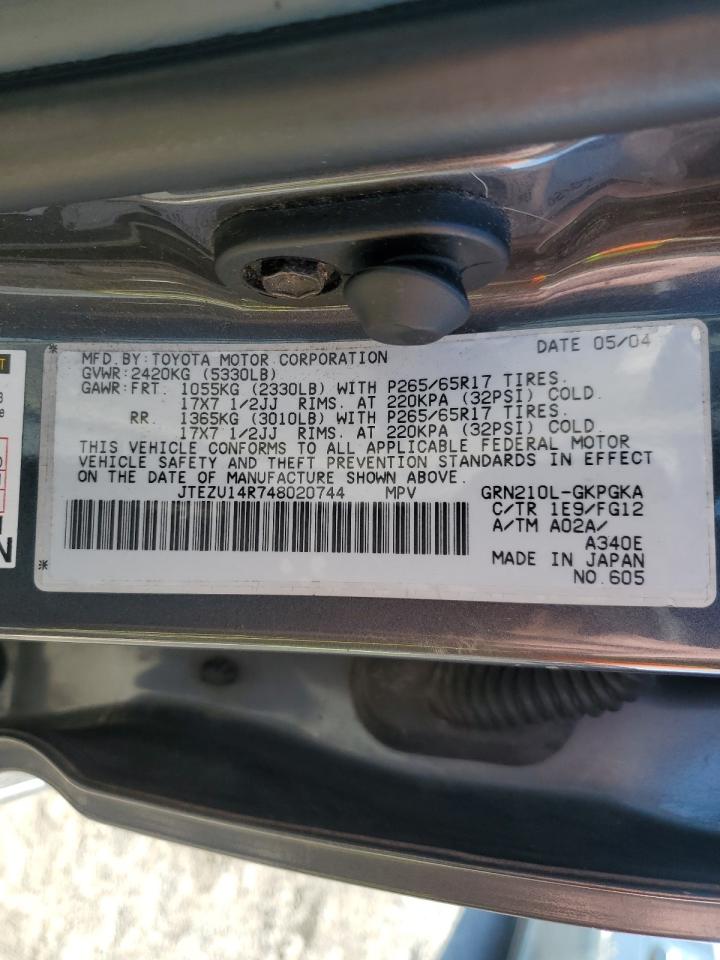 MFD.BY:TOYOTA MOTOR CORPORATION DATE 05/04
GVWR:2420KG (5330LB)
GAWR:FRT. 1055KG (2330LB) WITH P265/65R17 TIRES.
17X7 1/2JJ RIMS. AT 220KPA (32PSI) COLD.
RR. 1365KG (3010LB) WITH P265/65R17 TIRES.
17X7 1/2JJ RIMS. AT 220KPA (32PSI) COLD.
THIS VEHICLE CONFORMS TO ALL APPLICABLE FEDERAL MOTOR
VEHICLE SAFETY AND THEFT PREVENTION STANDARDS IN EFFECT
ON THE DATE OF MANUFACTURE SHOWN ABOVE.
JTEZU14R748020744 MPV GRN210L-GKPGKA
C/TR 1E9/FG12
A/TM A02A/
A340E
MADE IN JAPAN
NO.605